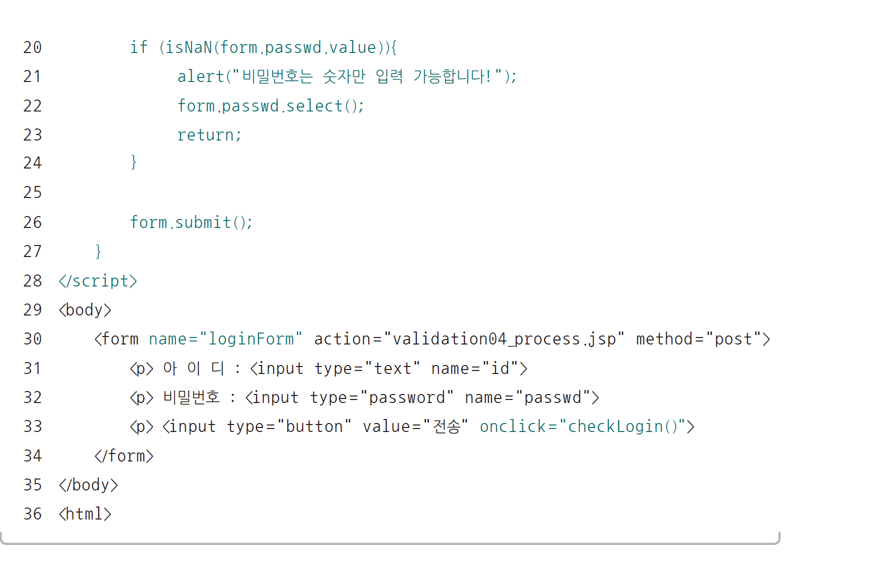 20 if (isNaN(form.passwd.value)){
21 alert("비밀번호는 숫자만 입력 가능합니다!");
22 form.passwd.select();
23 return;
24 }
25
26 form.submit();
27 }
28 </script>
29 <body>
30 <form name="loginForm" action="validation04_process.jsp" method="post">
31 <p> 아 이 디 : <input type="text" name="id">
32 <p> 비밀번호 : <input type="password" name="passwd">
33 <p> <input type="button" value="전송" onclick="checkLogin()">
34 </form>
35 </body>
36 <html>